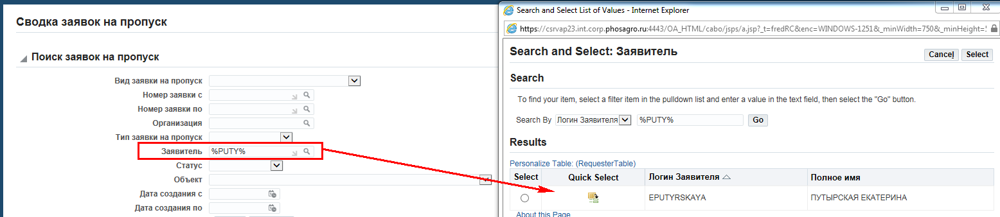 Сводка заявок на пропуск
Поиск заявок на пропуск
Вид заявки на пропуск
Номер заявки с
Номер заявки по
Организация
Тип заявки на пропуск
Заявитель %PUTY%
Статус
Объект
Дата создания с
Дата создания по
Search and Select List of Values - Internet Explorer
https://csrvap23.int.corp.phosagro.ru:4443/OA_HTML/cabo/jsps/a.jsp?_t=fredRC&enc=WINDOWS-1251&_minWidth=750&_minHeight=5
Search and Select: Заявитель
Cancel Select
Search
To find your item, select a filter item in the pulldown list and enter a value in the text field, then select the "Go" button.
Search By Логин Заявителя %PUTY% Go
Results
Personalize Table: (RequesterTable)
Select Quick Select Логин Заявителя Полное имя
EPUTYRSKAYA ПУТЫРСКАЯ ЕКАТЕРИНА
About this Page